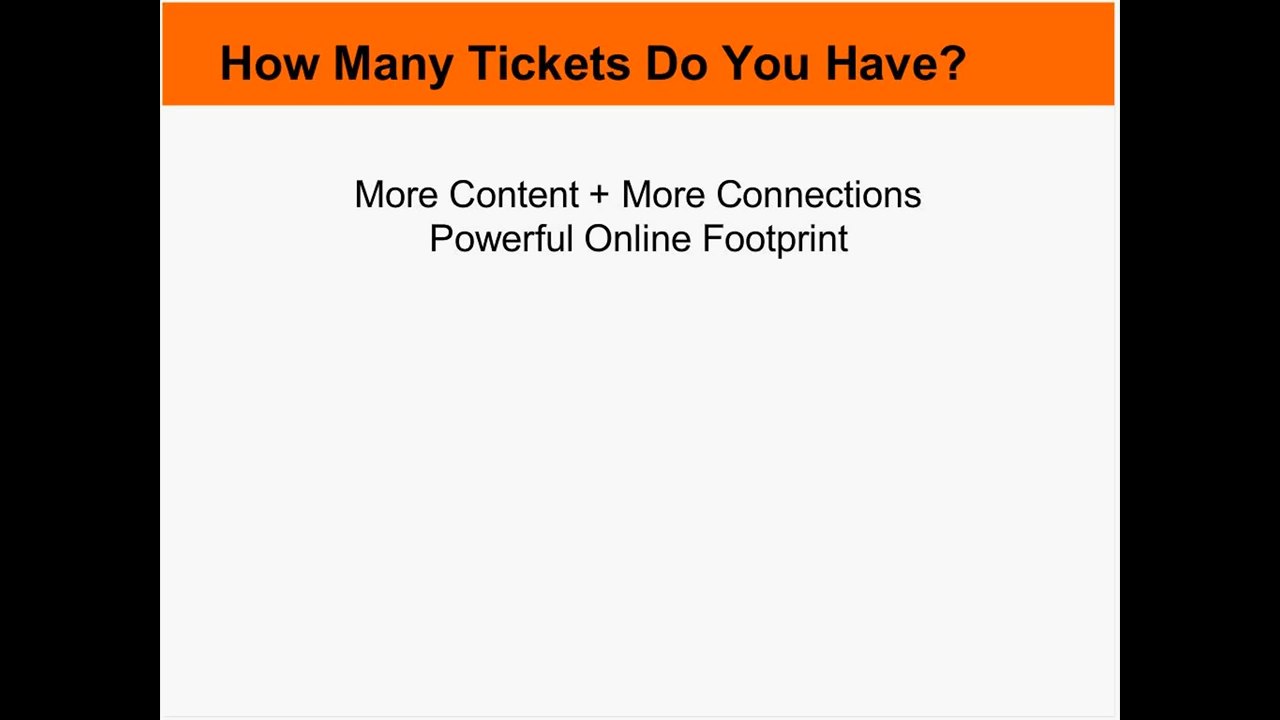 How Many Tickets Do You Have?
More Content + More Connections
Powerful Online Footprint